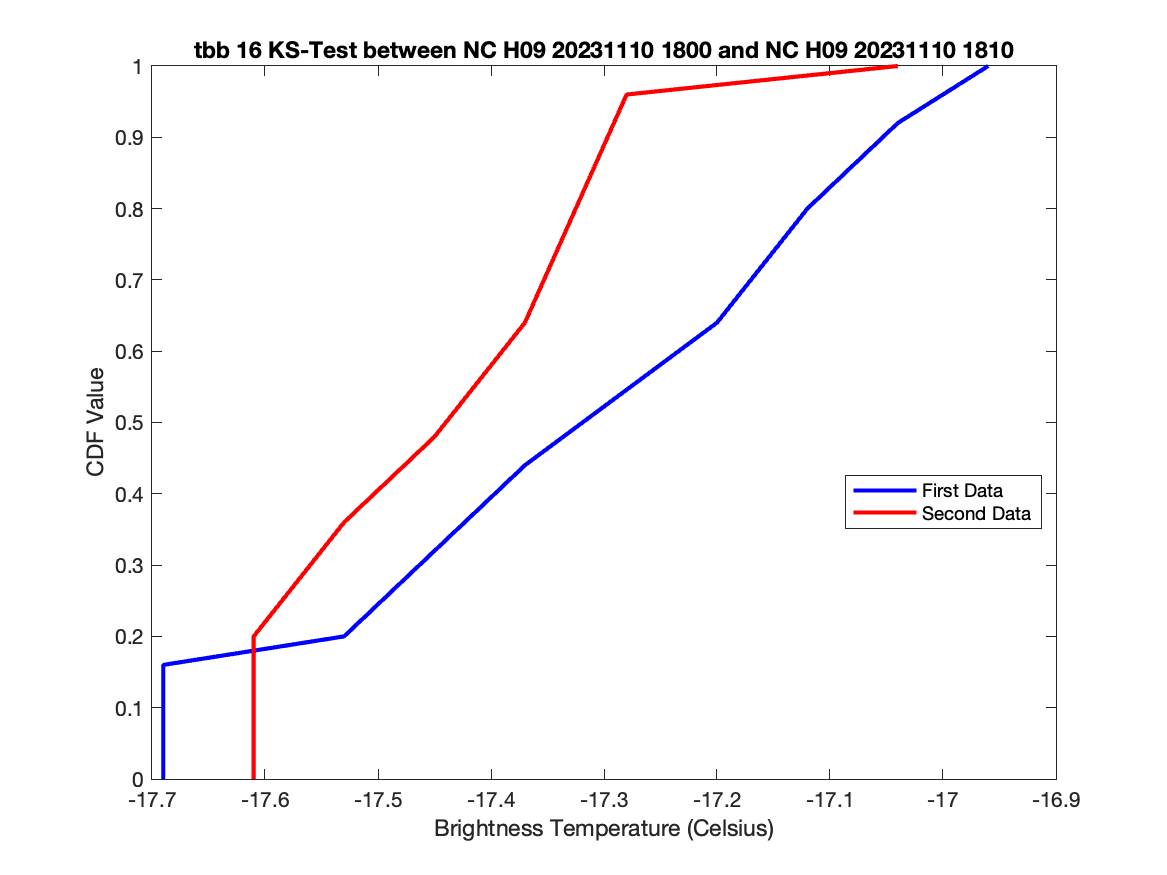 tbb 16 KS-Test between NC H09 20231110 1800 and NC H09 20231110 1810
1
0.9
0.8
0.7
0.6
0.5
0.4
0.3
0.2
0.1
0
CDF Value
First Data
Second Data
-17.7 -17.6 -17.5 -17.4 -17.3 -17.2 -17.1 -17 -16.9
Brightness Temperature (Celsius)